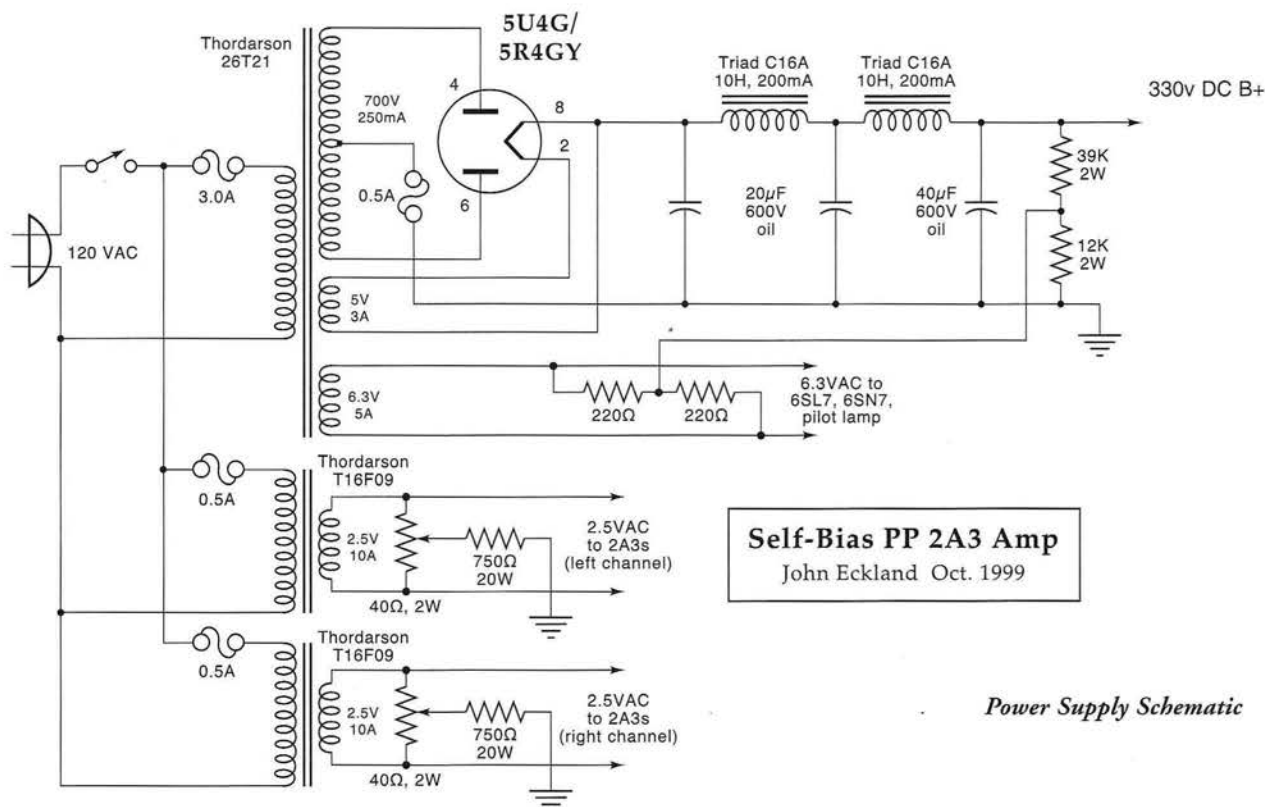 5U4G/
5R4GY
Thordarson
26T21
Triad C16A
10H, 200mA
Triad C16A
10H, 200mA
330v DC B+
4
8
700V
250mA
2
39K
2W
3.0A
0.5A
6
20µF
600V
oil
40µF
600V
oil
120 VAC
12K
2W
5V
3A
6.3V
5A
220Ω
220Ω
6.3VAC to
6SL7, 6SN7,
pilot lamp
Thordarson
T16F09
0.5A
2.5V
10A
750Ω
20W
2.5VAC
to 2A3s
(left channel)
40Ω, 2W
Self-Bias PP 2A3 Amp
John Eckland Oct. 1999
Thordarson
T16F09
0.5A
2.5V
10A
750Ω
20W
2.5VAC
to 2A3s
(right channel)
40Ω, 2W
Power Supply Schematic